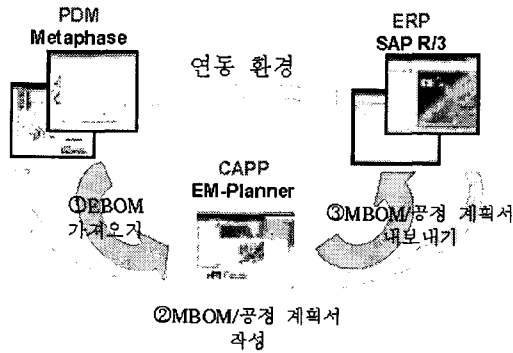 PDM
Metaphase
ERP
SAP R/3
연동 환경
CAPP
EM-Planner
①EBOM
가져오기
③MBOM/공정 계획서
내보내기
②MBOM/공정 계획서
작성